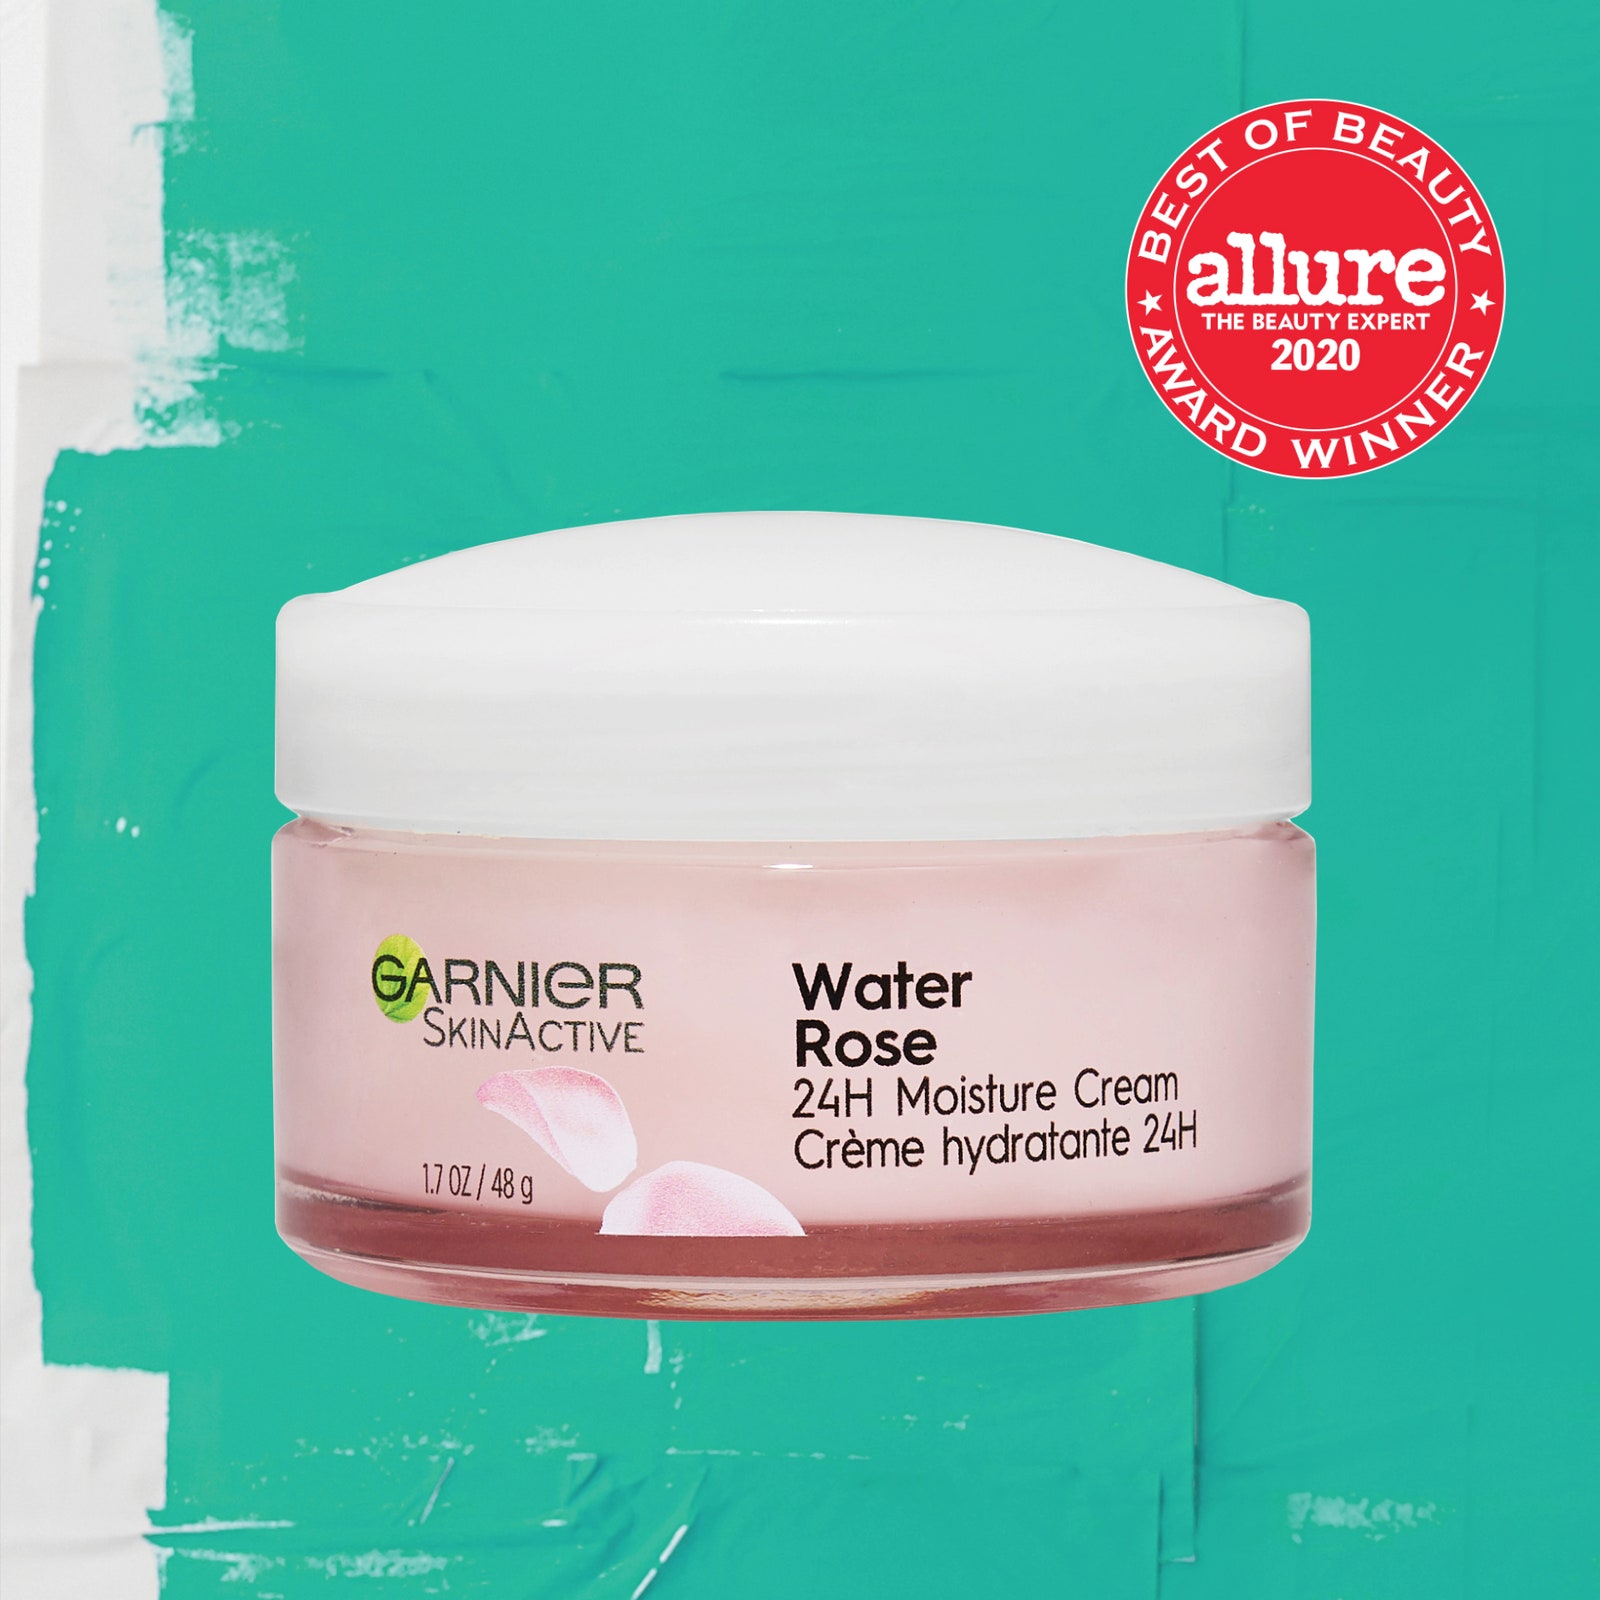 BEST OF BEAUTY
allure
THE BEAUTY EXPERT
2020
AWARD WINNER
GARNIER
SKINACTIVE
1.7 OZ / 48 g
Water
Rose
24H Moisture Cream
Crème hydratante 24H